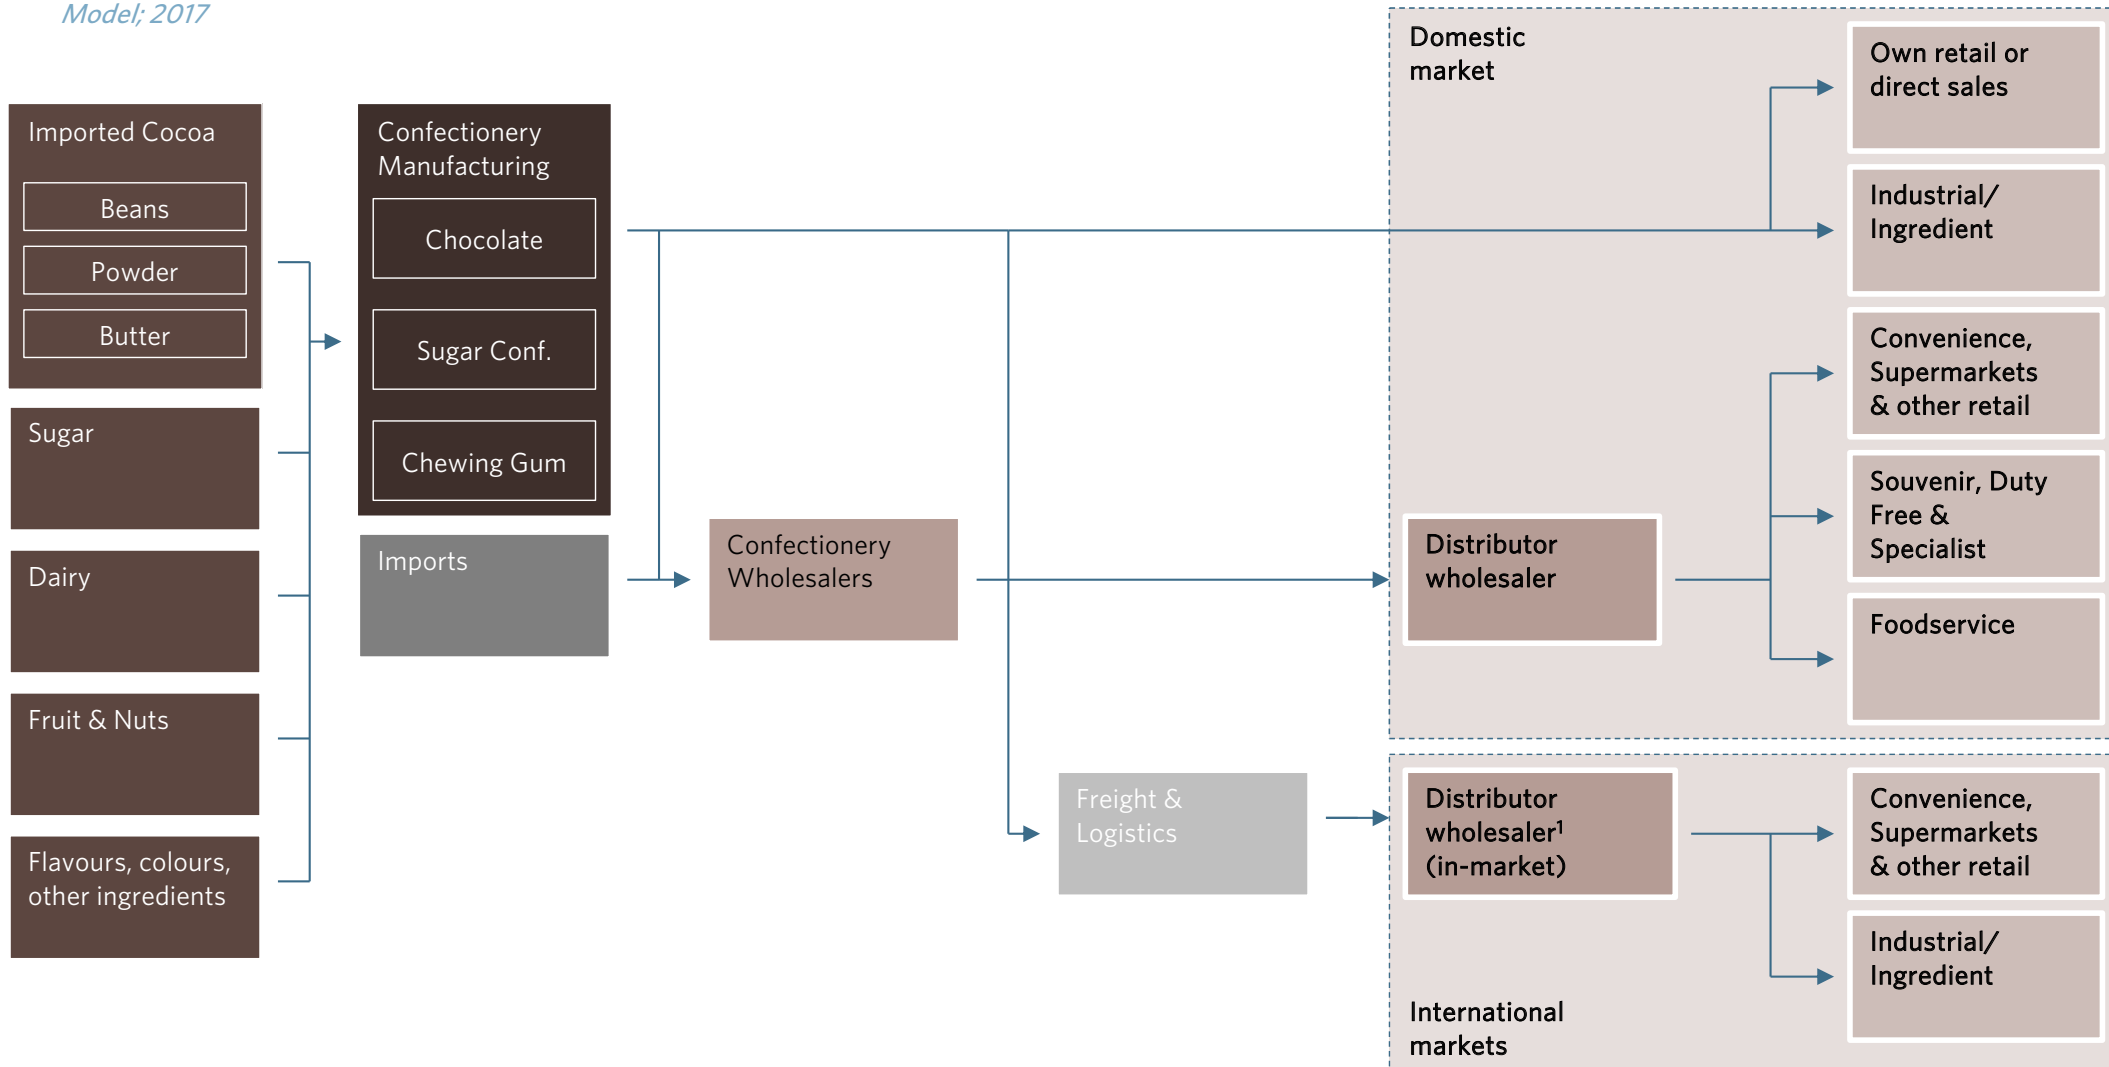 Model; 2017
Imported Cocoa
Beans
Powder
Butter
Sugar
Dairy
Fruit & Nuts
Flavours, colours,
other ingredients
Confectionery
Manufacturing
Chocolate
Sugar Conf.
Chewing Gum
Imports
Confectionery
Wholesalers
Freight &
Logistics
Domestic
market
Distributor
wholesaler
Own retail or
direct sales
Industrial/
Ingredient
Convenience,
Supermarkets
& other retail
Souvenir, Duty
Free &
Specialist
Foodservice
Distributor
wholesaler¹
(in-market)
International
markets
Convenience,
Supermarkets
& other retail
Industrial/
Ingredient